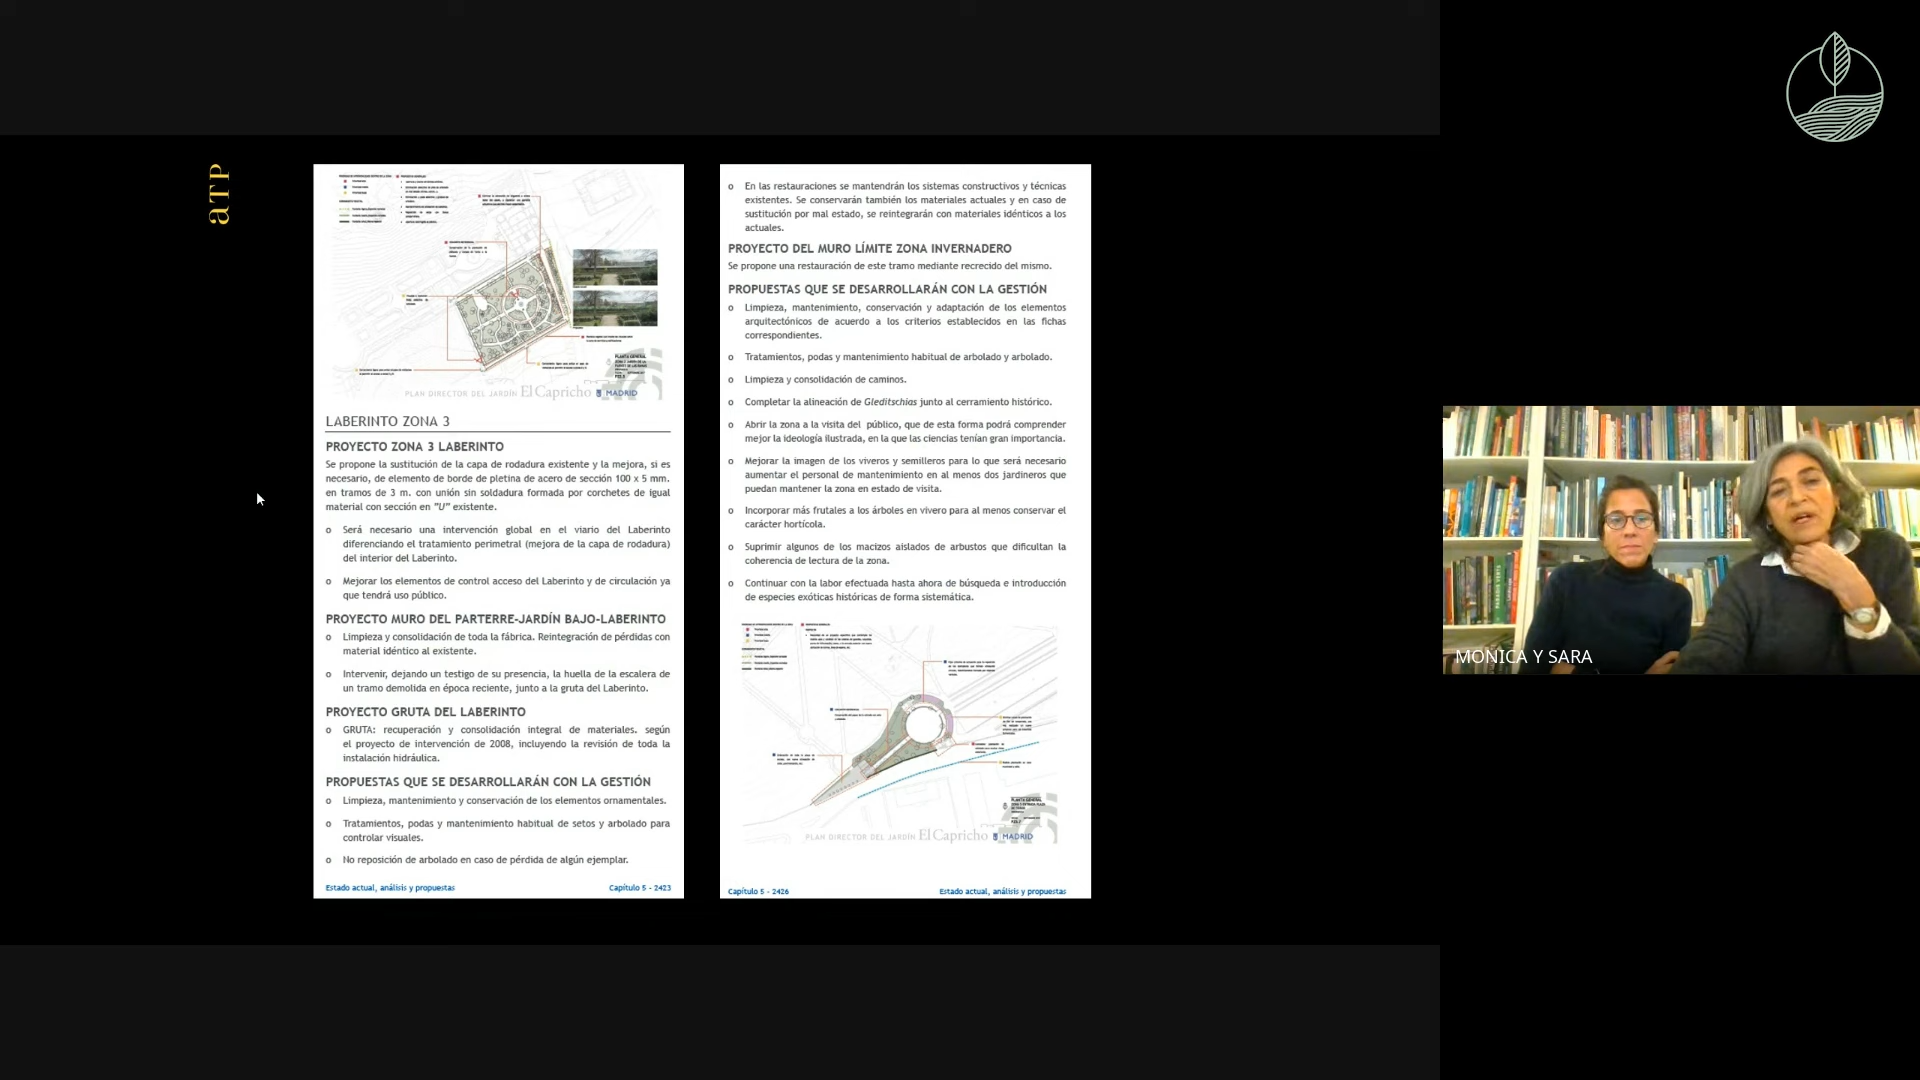 aTP
PLAN DIRECTOR DEL JARDÍN El Capricho MADRID
LABERINTO ZONA 3
PROYECTO ZONA 3 LABERINTO
Se propone la sustitución de la capa de rodadura existente y la mejora, si es
necesario, de elemento de borde de pletina de acero de sección 100 x 5 mm.
en tramos de 3 m. con unión sin soldadura formada por corchetes de igual
material con sección en "U" existente.
o Será necesario una intervención global en el viario del Laberinto
diferenciando el tratamiento perimetral (mejora de la capa de rodadura)
del interior del Laberinto.
o Mejorar los elementos de control acceso del Laberinto y de circulación ya
que tendrá uso público.
PROYECTO MURO DEL PARTERRE-JARDÍN BAJO-LABERINTO
o Limpieza y consolidación de toda la fábrica. Reintegración de pérdidas con
material idéntico al existente.
o Intervenir, dejando un testigo de su presencia, la huella de la escalera de
un tramo demolida en época reciente, junto a la gruta del Laberinto.
PROYECTO GRUTA DEL LABERINTO
o GRUTA: recuperación y consolidación integral de materiales. según
el proyecto de intervención de 2008, incluyendo la revisión de toda la
instalación hidráulica.
PROPUESTAS QUE SE DESARROLLARÁN CON LA GESTIÓN
o Limpieza, mantenimiento y conservación de los elementos ornamentales.
o Tratamientos, podas y mantenimiento habitual de setos y arbolado para
controlar visuales.
o No reposición de arbolado en caso de pérdida de algún ejemplar.
Estado actual, análisis y propuestas Capítulo 5 - 2423
o En las restauraciones se mantendrán los sistemas constructivos y técnicas
existentes. Se conservarán también los materiales actuales y en caso de
sustitución por mal estado, se reintegrarán con materiales idénticos a los
actuales.
PROYECTO DEL MURO LÍMITE ZONA INVERNADERO
Se propone una restauración de este tramo mediante recrecido del mismo.
PROPUESTAS QUE SE DESARROLLARÁN CON LA GESTIÓN
o Limpieza, mantenimiento, conservación y adaptación de los elementos
arquitectónicos de acuerdo a los criterios establecidos en las fichas
correspondientes.
o Tratamientos, podas y mantenimiento habitual de arbolado y arbolado.
o Limpieza y consolidación de caminos.
o Completar la alineación de Gleditschias junto al cerramiento histórico.
o Abrir la zona a la visita del público, que de esta forma podrá comprender
mejor la ideología ilustrada, en la que las ciencias tenían gran importancia.
o Mejorar la imagen de los viveros y semilleros para lo que será necesario
aumentar el personal de mantenimiento en al menos dos jardineros que
puedan mantener la zona en estado de visita.
o Incorporar más frutales a los árboles en vivero para al menos conservar el
carácter hortícola.
o Suprimir algunos de los macizos aislados de arbustos que dificultan la
coherencia de lectura de la zona.
o Continuar con la labor efectuada hasta ahora de búsqueda e introducción
de especies exóticas históricas de forma sistemática.
PLAN DIRECTOR DEL JARDÍN El Capricho MADRID
Capítulo 5 - 2426 Estado actual, análisis y propuestas
MONICA Y SARA